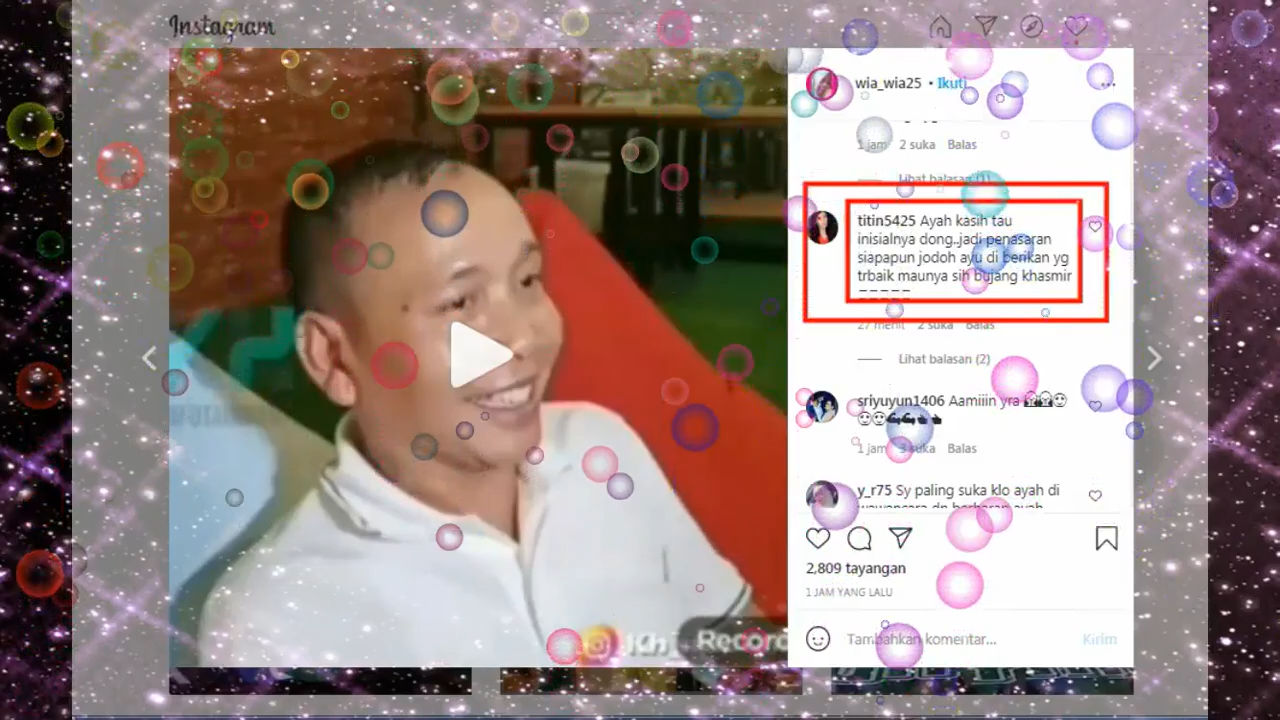 Instagram
wia_wia25 • Ikuti
1 jam 2 suka Balas
Lihat balasan (1)
titin5425 Ayah kasih tau
inisialnya dong..jadi penasaran
siapapun jodoh ayu di berikan yg
trbaik maunya sih bujang khasmir
27 menit 2 suka Balas
Lihat balasan (2)
sriyuyun1406 Aamiiin yra
1 jam 3 suka Balas
y_r75 Sy paling suka klo ayah di
2,809 tayangan
1 JAM YANG LALU
Tambahkan komentar... Kirim
Kh
Record